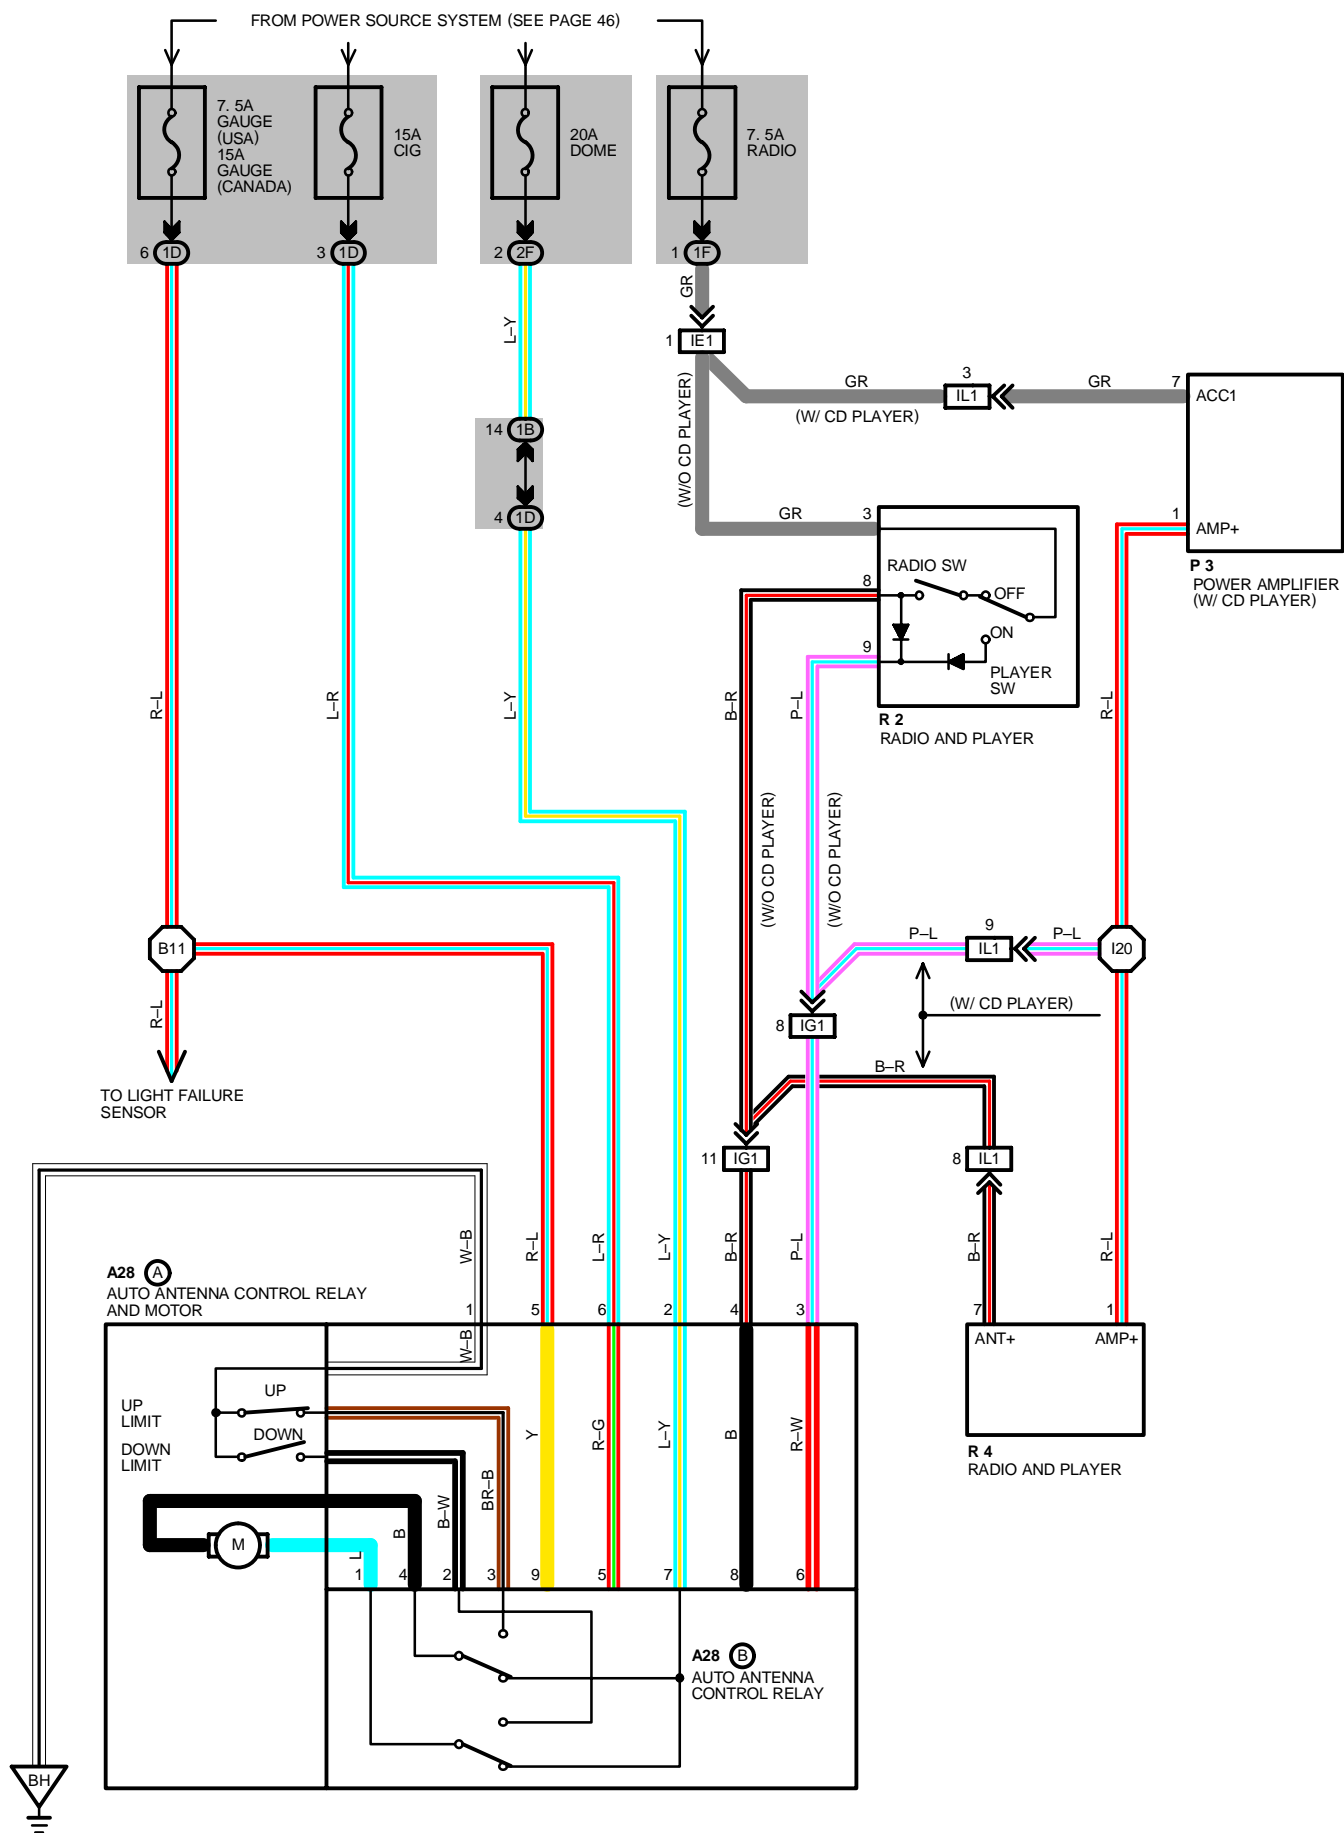 FROM POWER SOURCE SYSTEM (SEE PAGE 46)
7. 5A
GAUGE
(USA)
15A
GAUGE
(CANADA)
15A
CIG
20A
DOME
7. 5A
RADIO
6 1D
3 1D
2 2F
1 1F
GR
L–Y
1 IE1
(W/O CD PLAYER)
GR
(W/ CD PLAYER)
3
IL1
GR
7
ACC1
14 1B
4 1D
GR
3
1
AMP+
P 3
POWER AMPLIFIER
(W/ CD PLAYER)
RADIO SW
8
OFF
ON
9
PLAYER
SW
R 2
RADIO AND PLAYER
R–L
L–R
L–Y
B–R
P–L
R–L
(W/O CD PLAYER)
(W/O CD PLAYER)
B11
P–L
9
IL1
P–L
I20
R–L
8 IG1
(W/ CD PLAYER)
TO LIGHT FAILURE
SENSOR
B–R
11 IG1
8 IL1
W–B
R–L
L–R
L–Y
B–R
P–L
B–R
R–L
A28 A
AUTO ANTENNA CONTROL RELAY
AND MOTOR
1
5
6
2
4
3
7
1
W–B
ANT+
AMP+
UP
UP
LIMIT
DOWN
DOWN
LIMIT
Y
R–G
L–Y
B
R–W
R 4
RADIO AND PLAYER
BR–B
B–W
B
L
M
1
4
2
3
9
5
7
8
6
A28 B
AUTO ANTENNA
CONTROL RELAY
BH